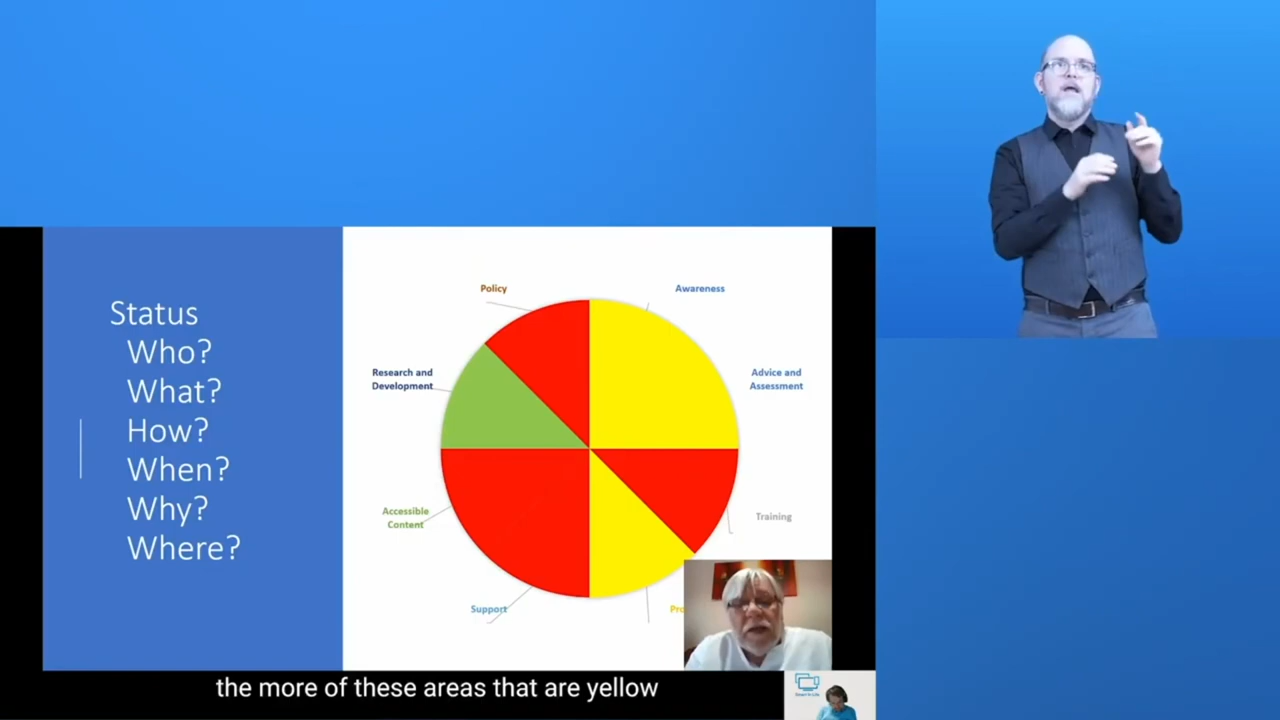 Status
Who?
What?
How?
When?
Why?
Where?
Policy
Awareness
Research and
Development
Advice and
Assessment
Accessible
Content
Training
Support
the more of these areas that are yellow